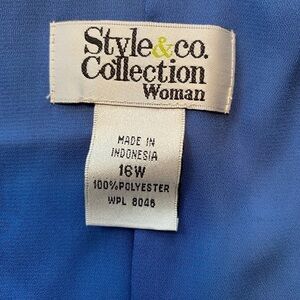 Style&co.
Collection
Woman
MADE IN
INDONESIA
16W
100%POLYESTER
WPL 8046